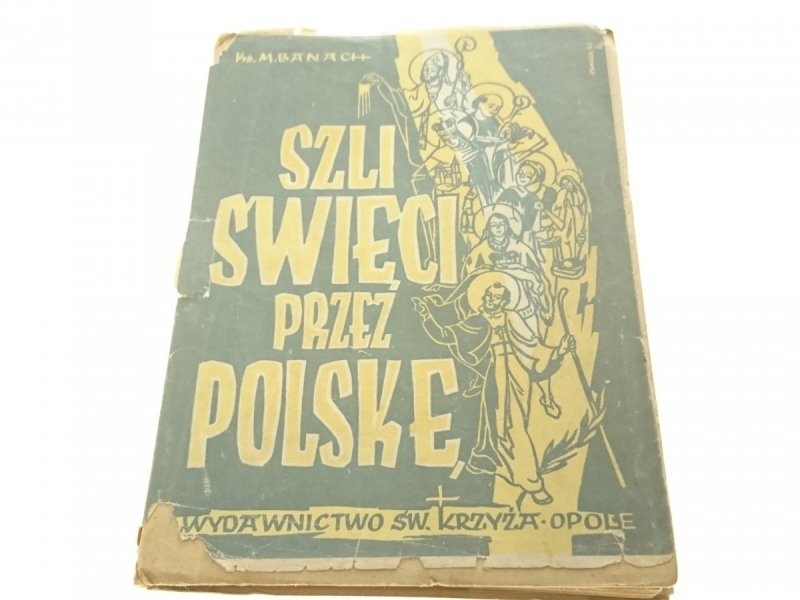 Ks. M. BANACH
SZLI
ŚWIĘCI
PRZEZ
POLSKĘ
WYDAWNICTWO ŚW. KRZYŻA · OPOLE